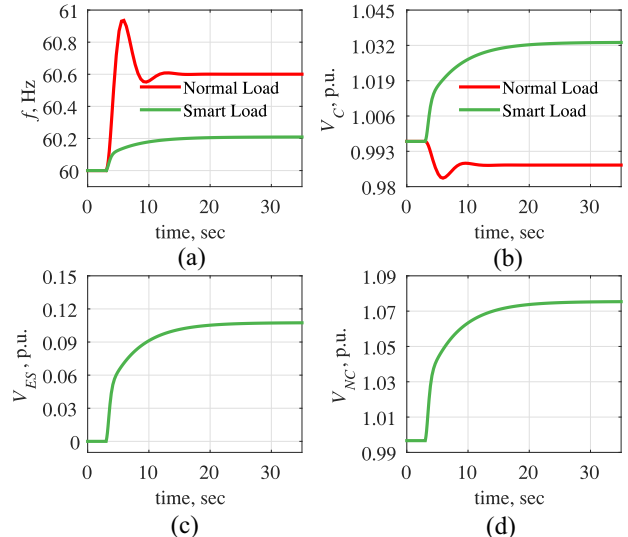 61
60.8
60.6
60.4
60.2
60
f, Hz
Normal Load
Smart Load
0
10
20
30
time, sec
(a)
1.045
1.032
1.019
1.006
0.993
0.98
V_C, p.u.
Normal Load
Smart Load
0
10
20
30
time, sec
(b)
0.15
0.12
0.09
0.06
0.03
0
V_ES, p.u.
0
10
20
30
time, sec
(c)
1.09
1.07
1.05
1.03
1.01
0.99
V_NC, p.u.
0
10
20
30
time, sec
(d)